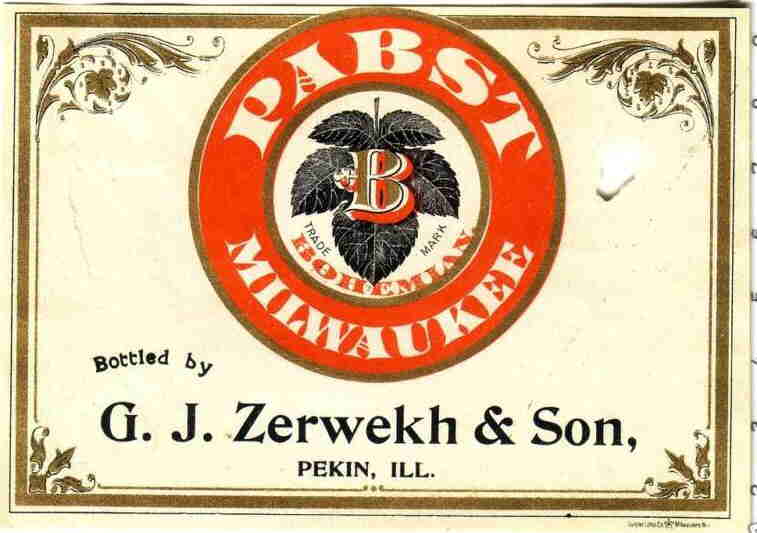 PABST
B
TRADE MARK
BOHEMIAN
MILWAUKEE
Bottled by
G. J. Zerwekh & Son,
PEKIN, ILL.